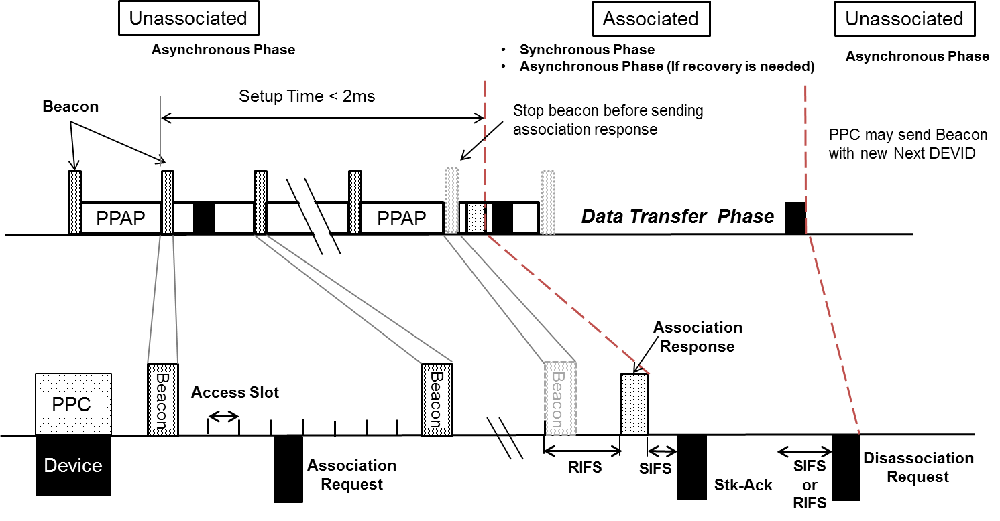 Unassociated
Associated
Unassociated
Asynchronous Phase
• Synchronous Phase
• Asynchronous Phase (If recovery is needed)
Asynchronous Phase
Setup Time < 2ms
Beacon
Stop beacon before sending
association response
PPC may send Beacon
with new Next DEVID
PPAP
PPAP
Data Transfer Phase
Association
Response
PPC
Beacon
Access Slot
Beacon
Beacon
Device
Association
Request
RIFS
SIFS
Stk-Ack
SIFS
or
RIFS
Disassociation
Request